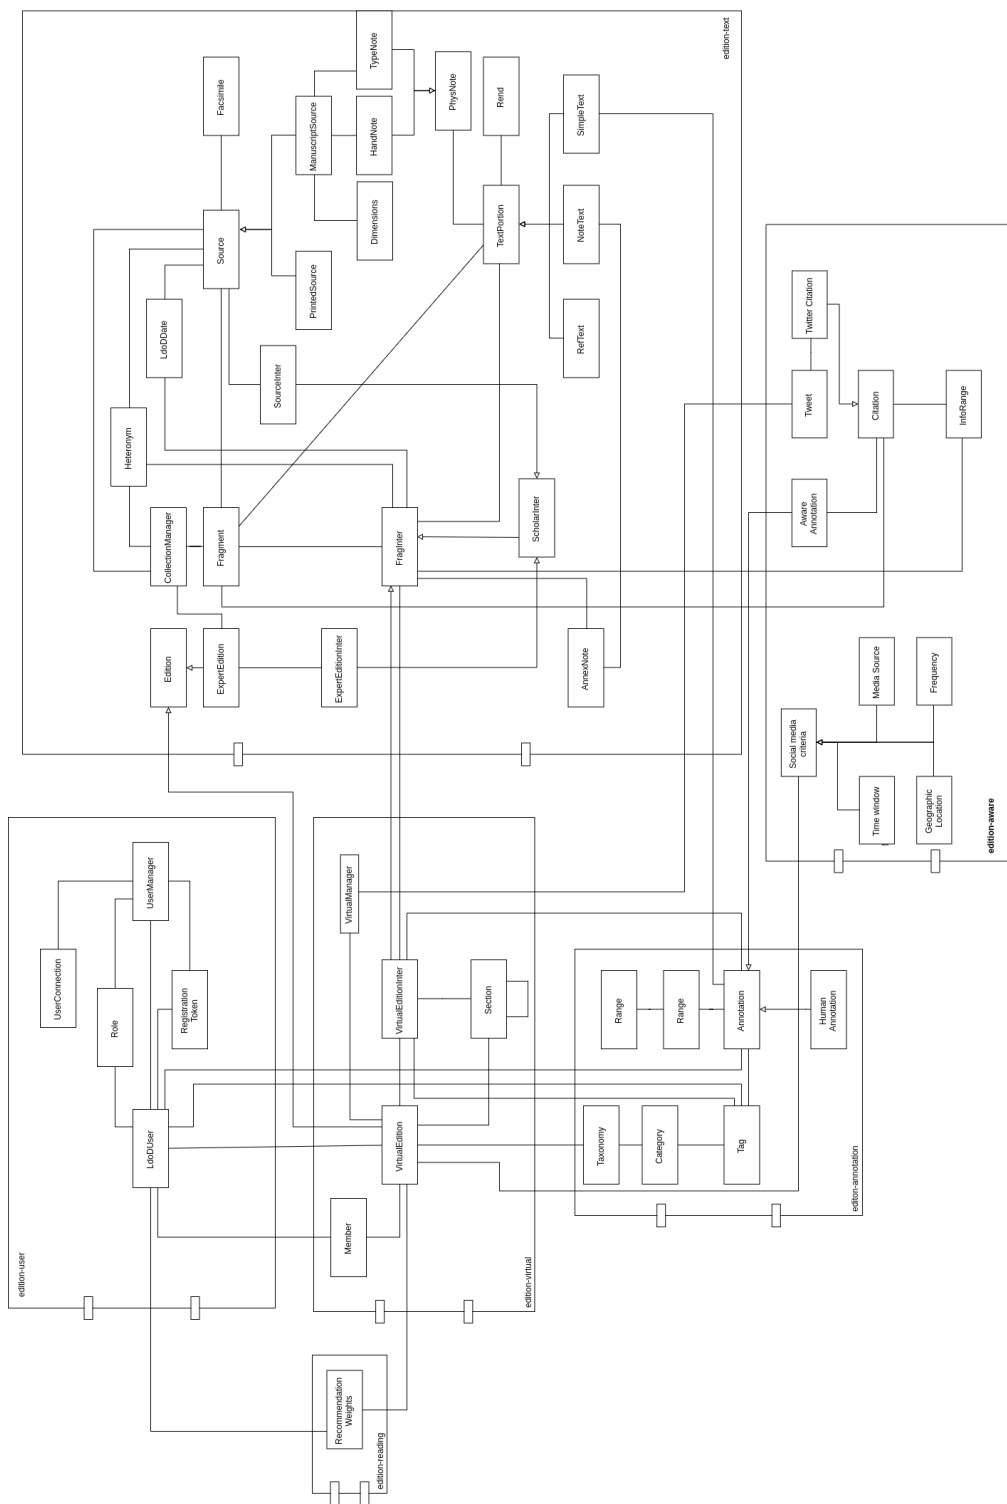 edition-text
TypeNote
Facsimile
PhysNote
Rend
SimpleText
ManuscriptSource
HandNote
Dimensions
Source
TextPortion
NoteText
PrintedSource
LdoDDate
RefText
SourceInter
Heteronym
Twitter Citation
Tweet
Citation
InfoRange
Aware
Annotation
CollectionManager
Fragment
FragInter
ScholarInter
Edition
ExpertEdition
ExpertEditionInter
AnnexNote
Media Source
Frequency
Social media
criteria
Time window
Geographic
Location
edition-aware
UserManager
VirtualManager
UserConnection
Role
Registration
Token
VirtualEditionInter
Section
Range
Range
Annotation
Human
Annotation
LdoDUser
VirtualEdition
Taxonomy
Category
Tag
editon-annotation
Member
edition-user
edition-virtual
Recommendation
Weights
edition-reading